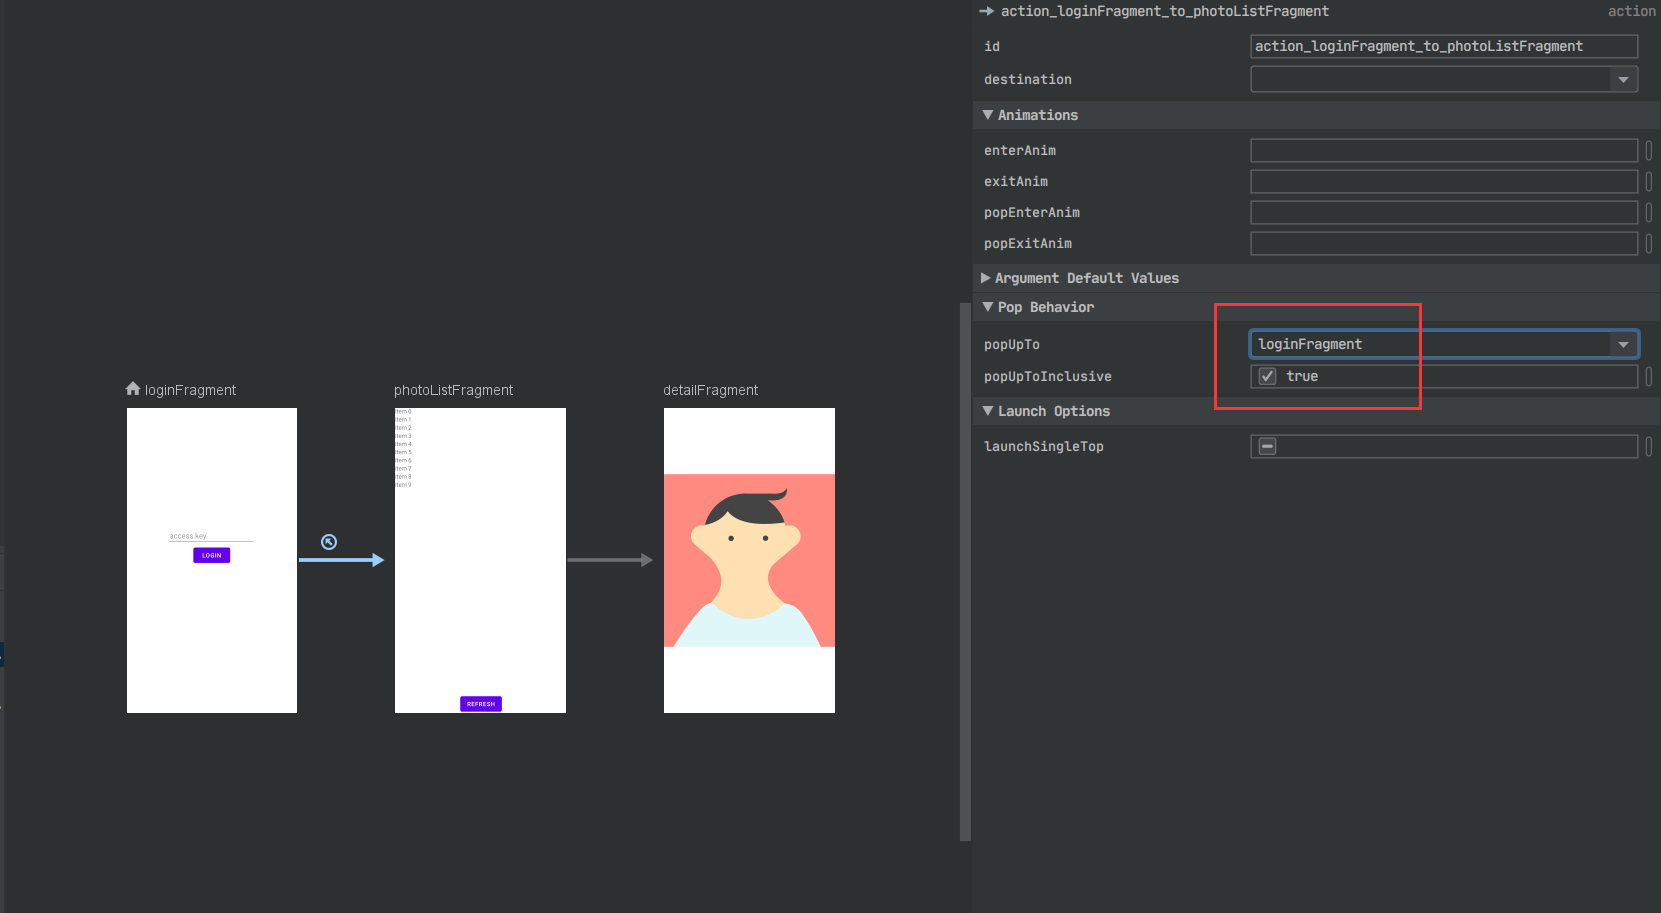 action_loginFragment_to_photoListFragment action
id action_loginFragment_to_photoListFragment
destination
Animations
enterAnim
exitAnim
popEnterAnim
popExitAnim
Argument Default Values
Pop Behavior
popUpTo loginFragment
popUpToInclusive true
Launch Options
launchSingleTop
loginFragment
access key
LOGIN
photoListFragment
Item 0
Item 1
Item 2
Item 3
Item 4
Item 5
Item 6
Item 7
Item 8
Item 9
REFRESH
detailFragment